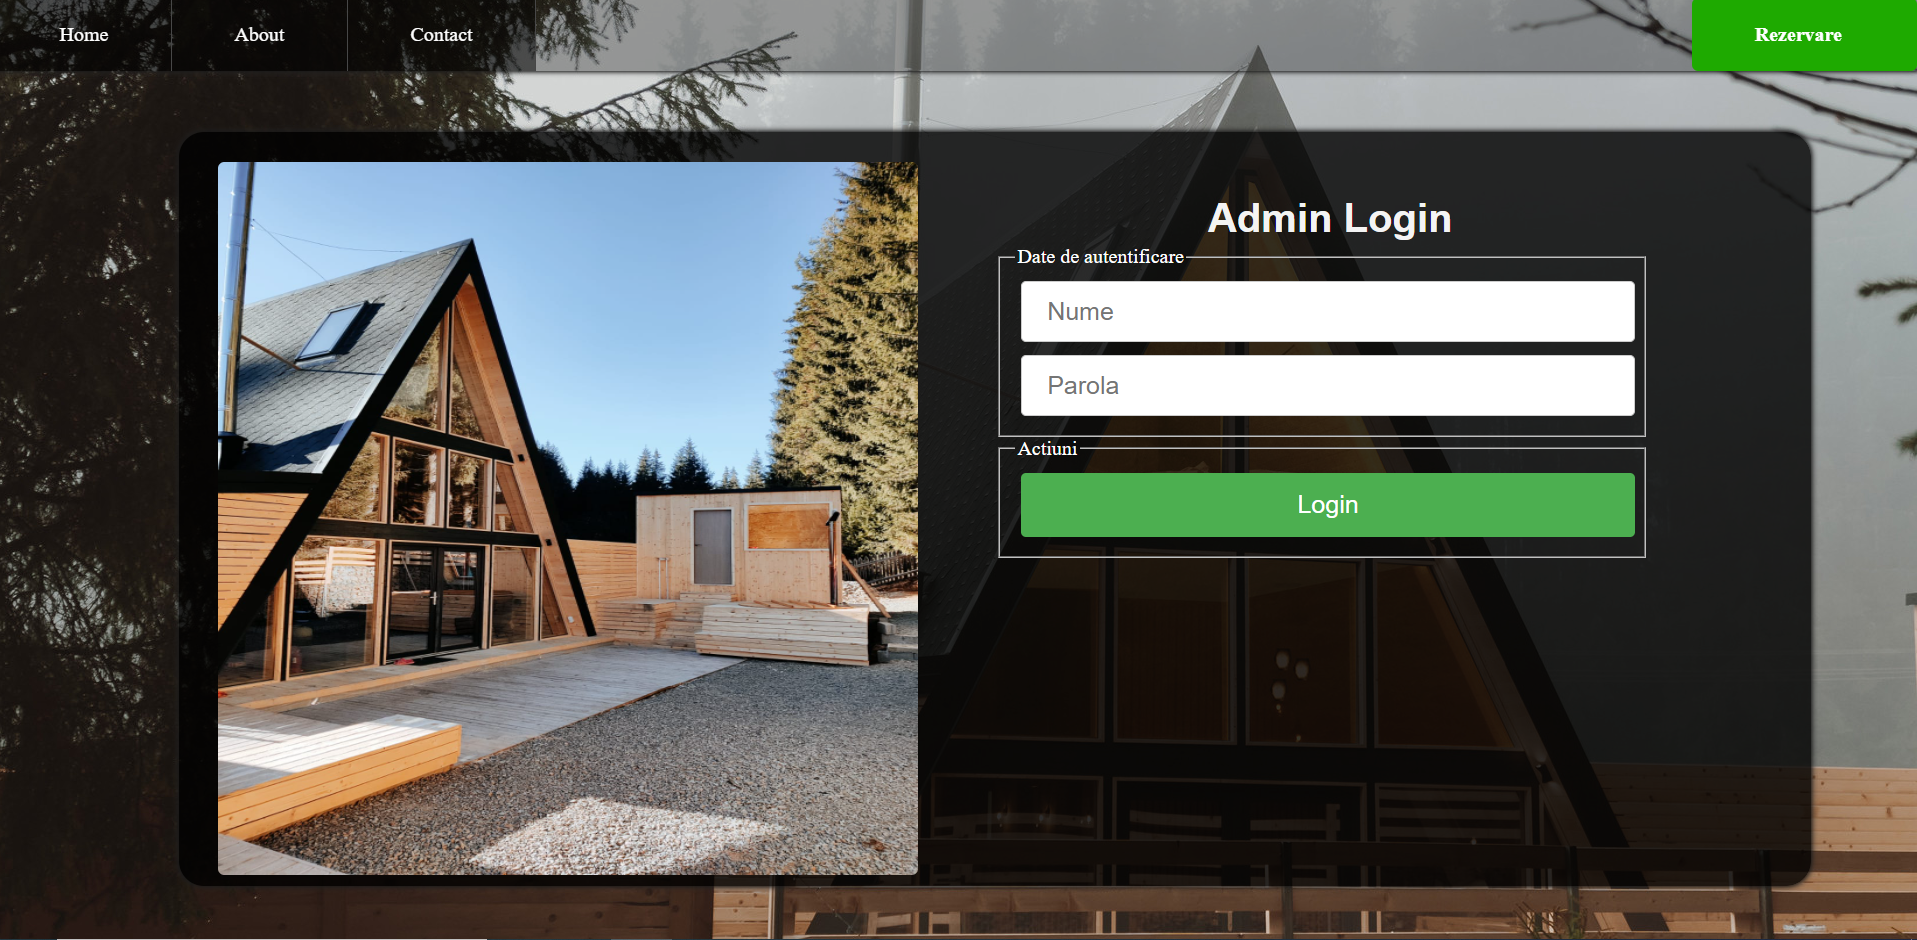 Home
About
Contact
Rezervare
Admin Login
Date de autentificare
Nume
Parola
Actiuni
Login